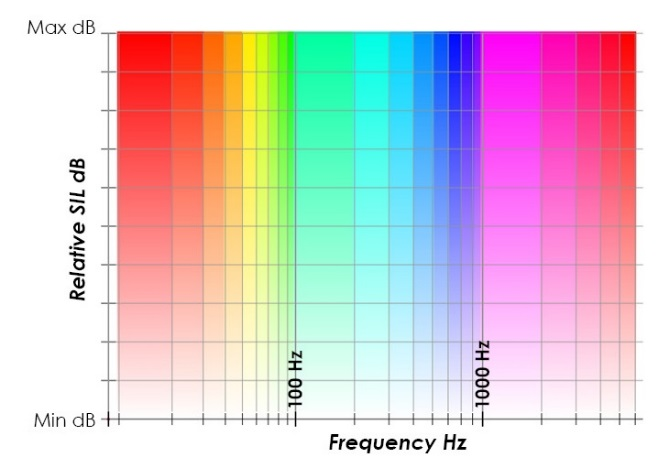 Max dB
Relative SIL dB
100 Hz
1000 Hz
Min dB
Frequency Hz